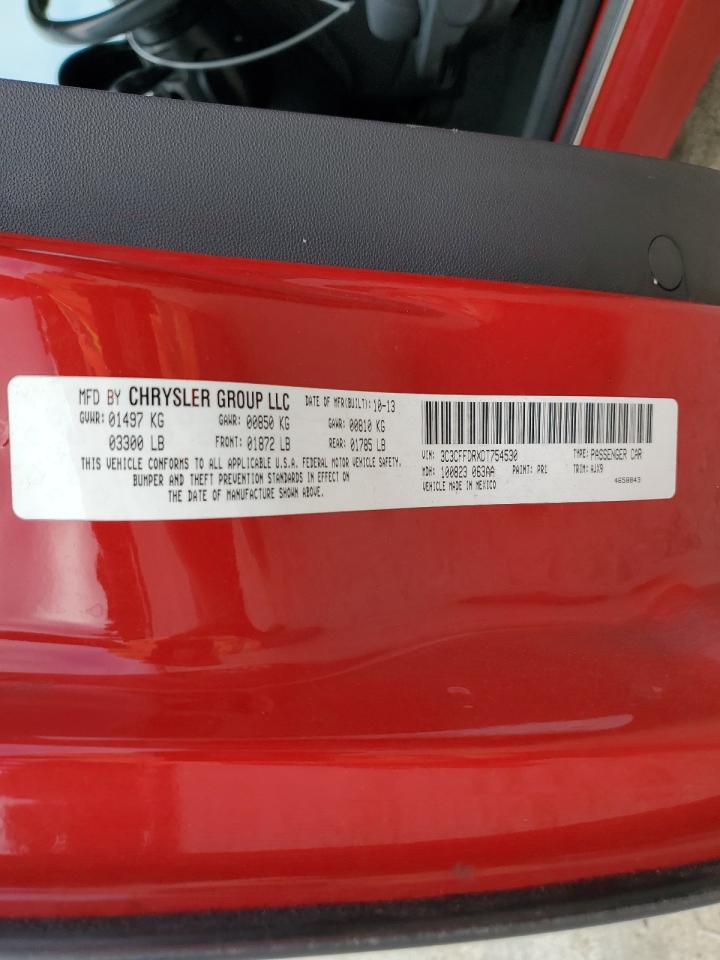 MFD BY CHRYSLER GROUP LLC DATE OF MFR(BUILT): 10-13
GVWR: 01497 KG GAWR: 00850 KG GAWR: 00810 KG
03300 LB FRONT: 01872 LB REAR: 01785 LB
THIS VEHICLE CONFORMS TO ALL APPLICABLE U.S.A. FEDERAL MOTOR VEHICLE SAFETY,
BUMPER AND THEFT PREVENTION STANDARDS IN EFFECT ON
THE DATE OF MANUFACTURE SHOWN ABOVE.
VIN: 3C3CFFDRXDT754530 TYPE: PASSENGER CAR
MDH: 100823 063AA PAINT: PR1 TRIM: AJX9
VEHICLE MADE IN MEXICO 4658843